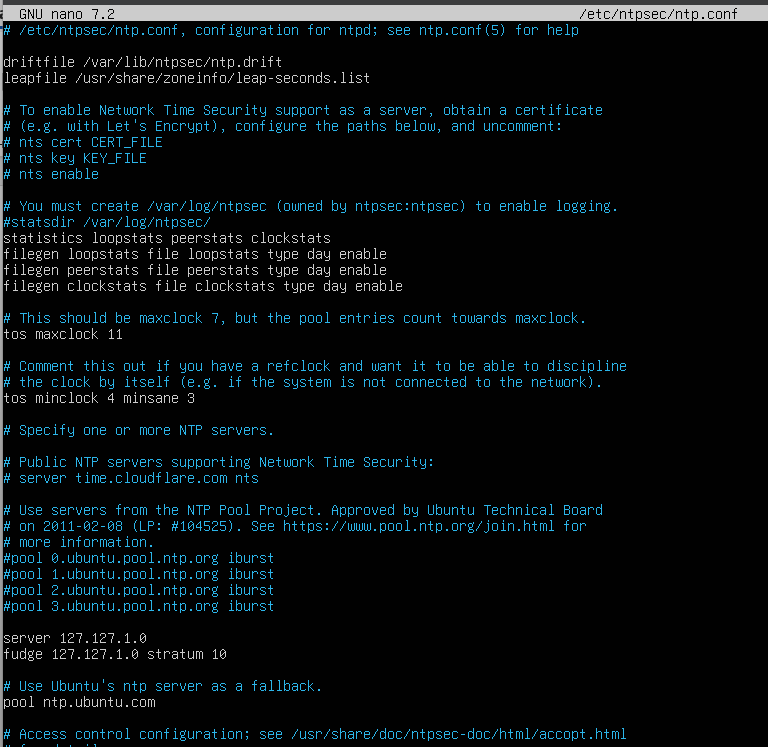 GNU nano 7.2 /etc/ntpsec/ntp.conf
# /etc/ntpsec/ntp.conf, configuration for ntpd; see ntp.conf(5) for help
driftfile /var/lib/ntpsec/ntp.drift
leapfile /usr/share/zoneinfo/leap-seconds.list
# To enable Network Time Security support as a server, obtain a certificate
# (e.g. with Let's Encrypt), configure the paths below, and uncomment:
# nts cert CERT_FILE
# nts key KEY_FILE
# nts enable
# You must create /var/log/ntpsec (owned by ntpsec:ntpsec) to enable logging.
#statsdir /var/log/ntpsec/
statistics loopstats peerstats clockstats
filegen loopstats file loopstats type day enable
filegen peerstats file peerstats type day enable
filegen clockstats file clockstats type day enable
# This should be maxclock 7, but the pool entries count towards maxclock.
tos maxclock 11
# Comment this out if you have a refclock and want it to be able to discipline
# the clock by itself (e.g. if the system is not connected to the network).
tos minclock 4 minsane 3
# Specify one or more NTP servers.
# Public NTP servers supporting Network Time Security:
# server time.cloudflare.com nts
# Use servers from the NTP Pool Project. Approved by Ubuntu Technical Board
# on 2011-02-08 (LP: #104525). See https://www.pool.ntp.org/join.html for
# more information.
#pool 0.ubuntu.pool.ntp.org iburst
#pool 1.ubuntu.pool.ntp.org iburst
#pool 2.ubuntu.pool.ntp.org iburst
#pool 3.ubuntu.pool.ntp.org iburst
server 127.127.1.0
fudge 127.127.1.0 stratum 10
# Use Ubuntu's ntp server as a fallback.
pool ntp.ubuntu.com
# Access control configuration; see /usr/share/doc/ntpsec-doc/html/accopt.html